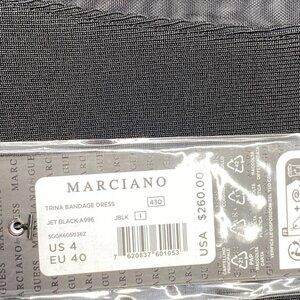 MARCIANO
TRINA BANDAGE DRESS
430
JET BLACK A996
JBLK
1
5GGK6050362
US 4
EU 40
7 620837 601053
USA $260.00